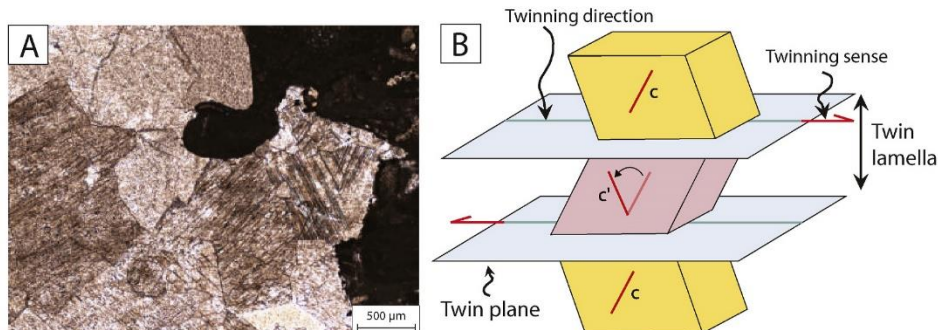 A
500 µm
B
Twinning direction
Twinning sense
c
Twin
lamella
c'
Twin plane
c